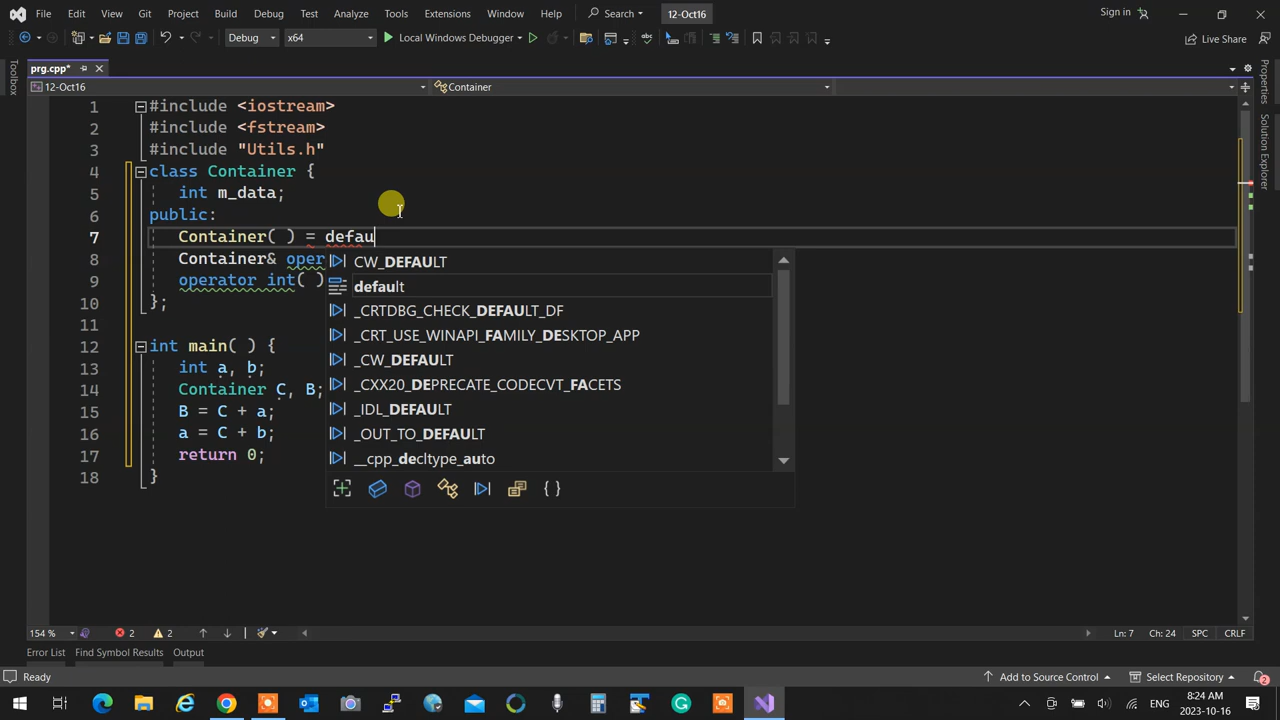 File Edit View Git Project Build Debug Test Analyze Tools Extensions Window Help Search 12-Oct16 Sign in
Debug x64 Local Windows Debugger Live Share
prg.cpp*
12-Oct16 Container
Toolbox
Properties
Solution Explorer
1 #include <iostream>
2 #include <fstream>
3 #include "Utils.h"
4 class Container {
5 int m_data;
6 public:
7 Container( ) = defau
8 Container& oper
9 operator int( )
10 };
11
12 int main( ) {
13 int a, b;
14 Container C, B;
15 B = C + a;
16 a = C + b;
17 return 0;
18 }
CW_DEFAULT
default
_CRTDBG_CHECK_DEFAULT_DF
_CRT_USE_WINAPI_FAMILY_DESKTOP_APP
_CW_DEFAULT
_CXX20_DEPRECATE_CODECVT_FACETS
_IDL_DEFAULT
_OUT_TO_DEFAULT
__cpp_decltype_auto
154 % 2 2 Ln: 7 Ch: 24 SPC CRLF
Error List Find Symbol Results Output
Ready Add to Source Control Select Repository 2
ENG 8:24 AM
2023-10-16